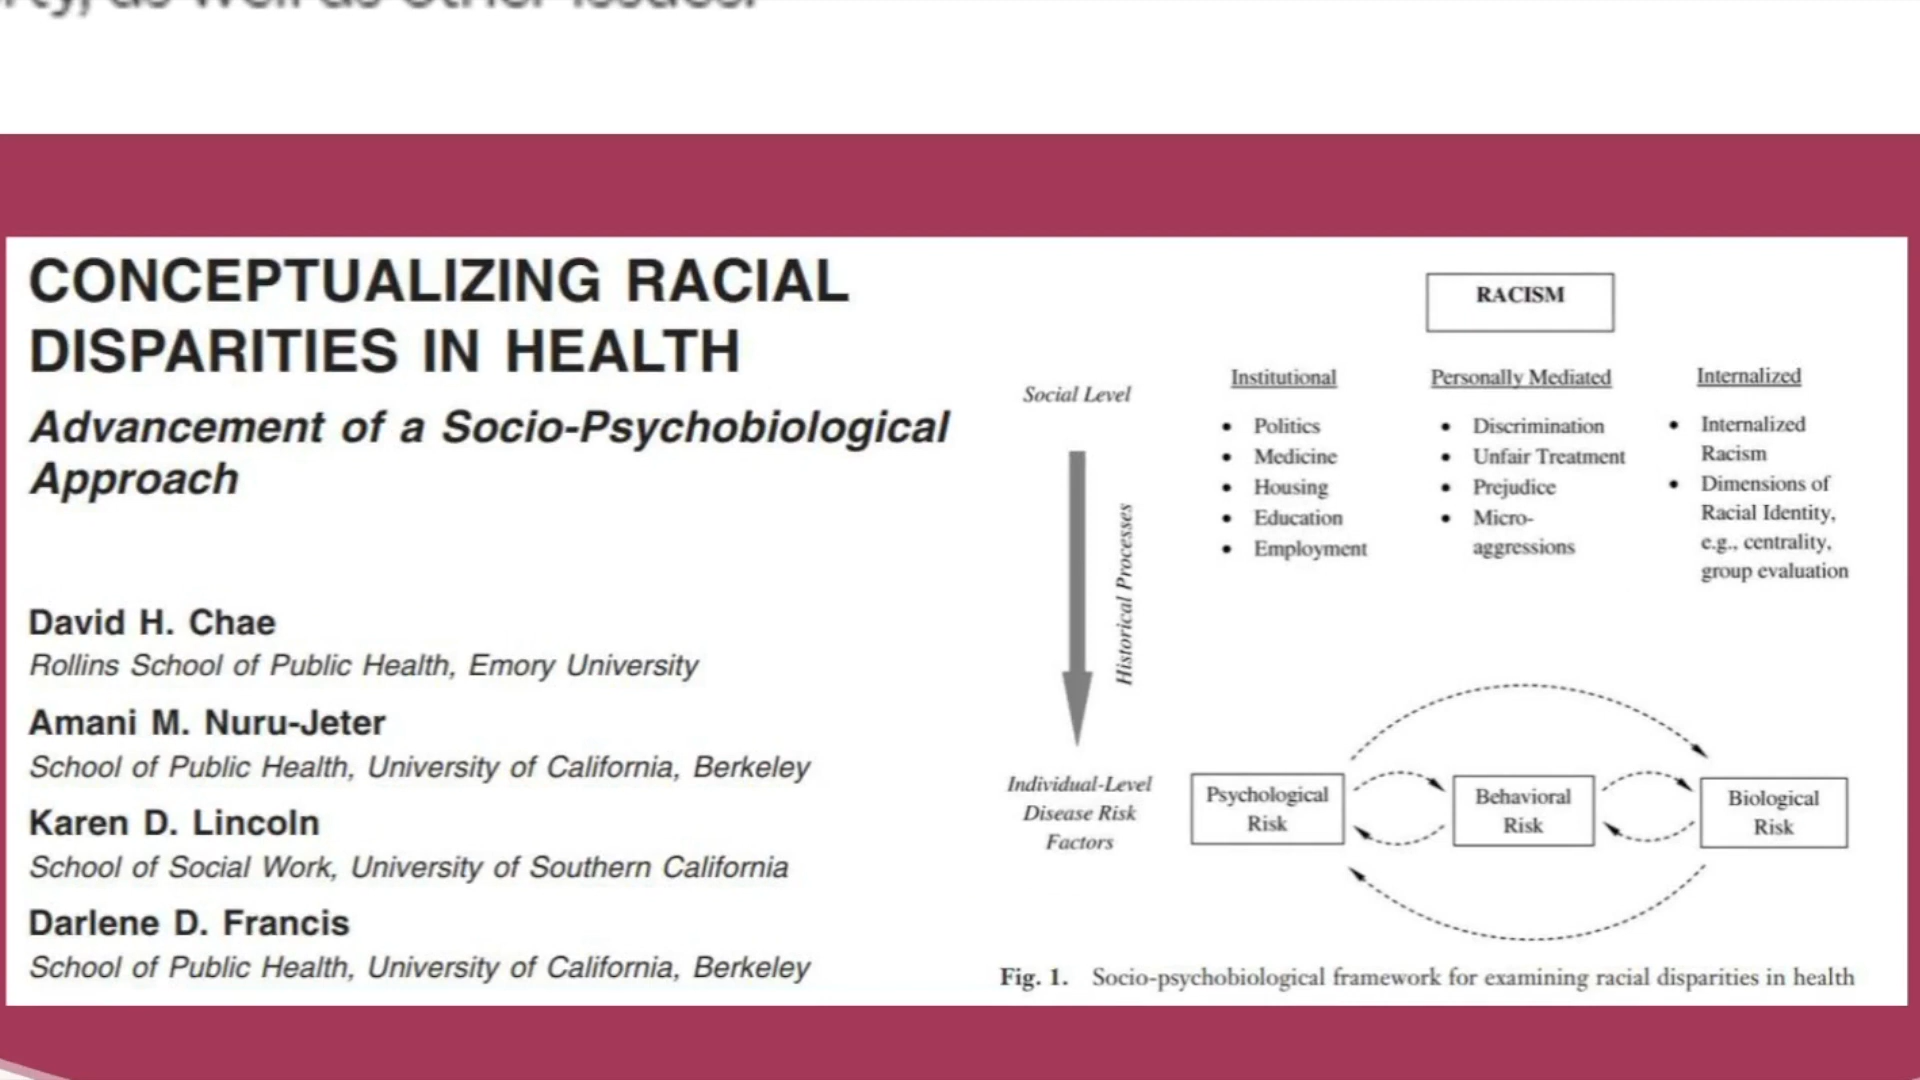 as well as other issues.
CONCEPTUALIZING RACIAL
DISPARITIES IN HEALTH
Advancement of a Socio-Psychobiological
Approach
David H. Chae
Rollins School of Public Health, Emory University
Amani M. Nuru-Jeter
School of Public Health, University of California, Berkeley
Karen D. Lincoln
School of Social Work, University of Southern California
Darlene D. Francis
School of Public Health, University of California, Berkeley
RACISM
Social Level
Historical Processes
Institutional
• Politics
• Medicine
• Housing
• Education
• Employment
Personally Mediated
• Discrimination
• Unfair Treatment
• Prejudice
• Micro-
aggressions
Internalized
• Internalized
Racism
• Dimensions of
Racial Identity,
e.g., centrality,
group evaluation
Individual-Level
Disease Risk
Factors
Psychological
Risk
Behavioral
Risk
Biological
Risk
Fig. 1. Socio-psychobiological framework for examining racial disparities in health